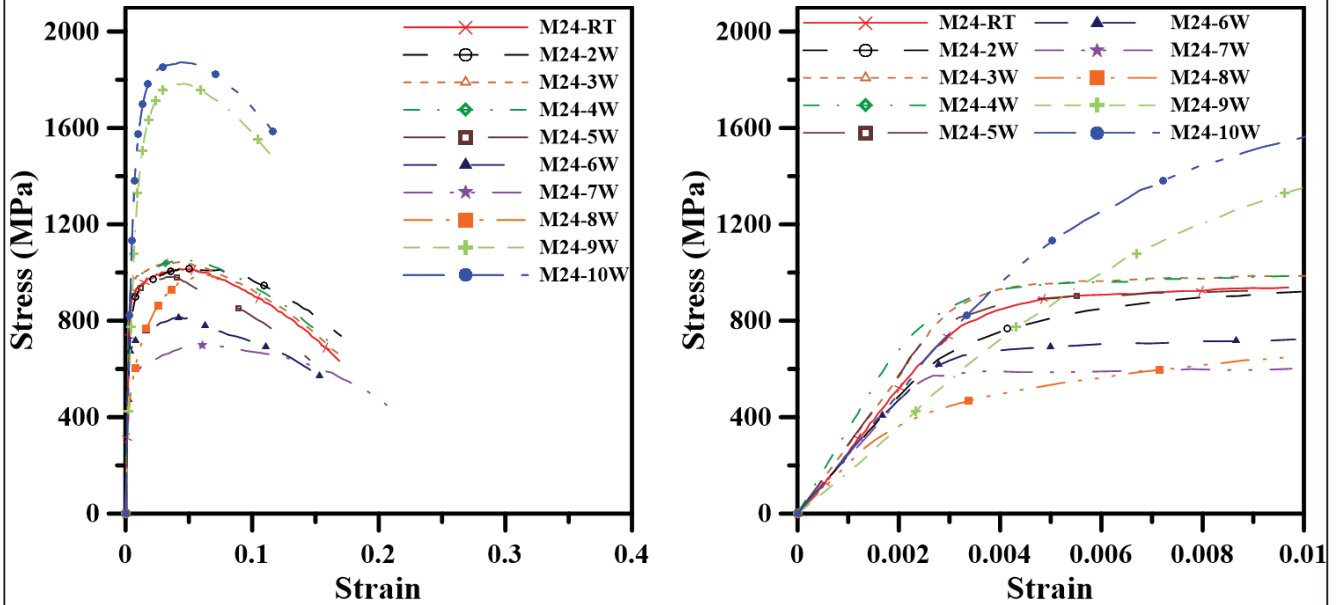 2000
1600
1200
800
400
0
Stress (MPa)
0
0.1
0.2
0.3
0.4
Strain
M24-RT
M24-2W
M24-3W
M24-4W
M24-5W
M24-6W
M24-7W
M24-8W
M24-9W
M24-10W
2000
1600
1200
800
400
0
Stress (MPa)
0
0.002
0.004
0.006
0.008
0.01
Strain
M24-RT
M24-2W
M24-3W
M24-4W
M24-5W
M24-6W
M24-7W
M24-8W
M24-9W
M24-10W